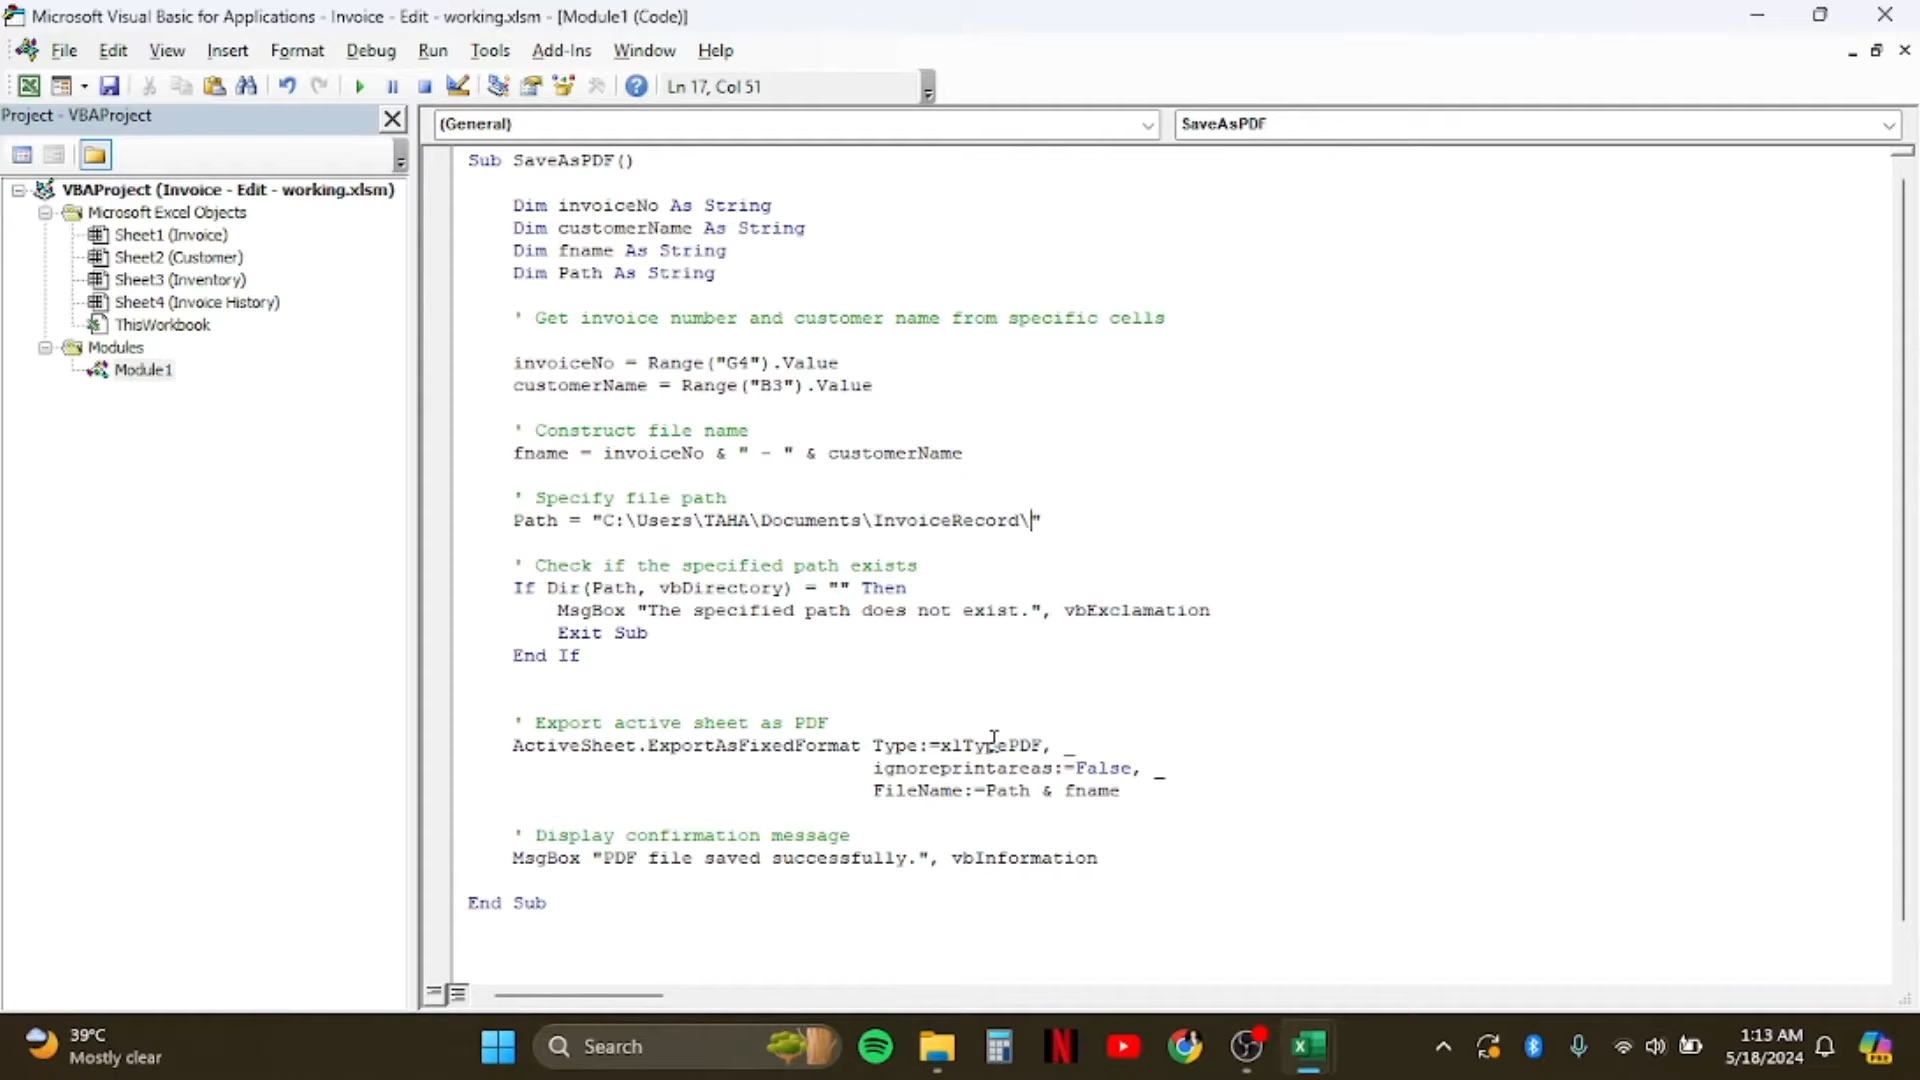 Microsoft Visual Basic for Applications - Invoice - Edit - working.xlsm - [Module1 (Code)]
File Edit View Insert Format Debug Run Tools Add-Ins Window Help
Ln 17, Col 51
Project - VBAProject
(General)
SaveAsPDF
VBAProject (Invoice - Edit - working.xlsm)
Microsoft Excel Objects
Sheet1 (Invoice)
Sheet2 (Customer)
Sheet3 (Inventory)
Sheet4 (Invoice History)
ThisWorkbook
Modules
Module1
Sub SaveAsPDF()
Dim invoiceNo As String
Dim customerName As String
Dim fname As String
Dim Path As String
' Get invoice number and customer name from specific cells
invoiceNo = Range("G4").Value
customerName = Range("B3").Value
' Construct file name
fname = invoiceNo & " - " & customerName
' Specify file path
Path = "C:\Users\TAHA\Documents\InvoiceRecord\"
' Check if the specified path exists
If Dir(Path, vbDirectory) = "" Then
MsgBox "The specified path does not exist.", vbExclamation
Exit Sub
End If
' Export active sheet as PDF
ActiveSheet.ExportAsFixedFormat Type:=xlTypePDF, _
ignoreprintareas:=False, _
FileName:=Path & fname
' Display confirmation message
MsgBox "PDF file saved successfully.", vbInformation
End Sub
39°C
Mostly clear
Search
1:13 AM
5/18/2024